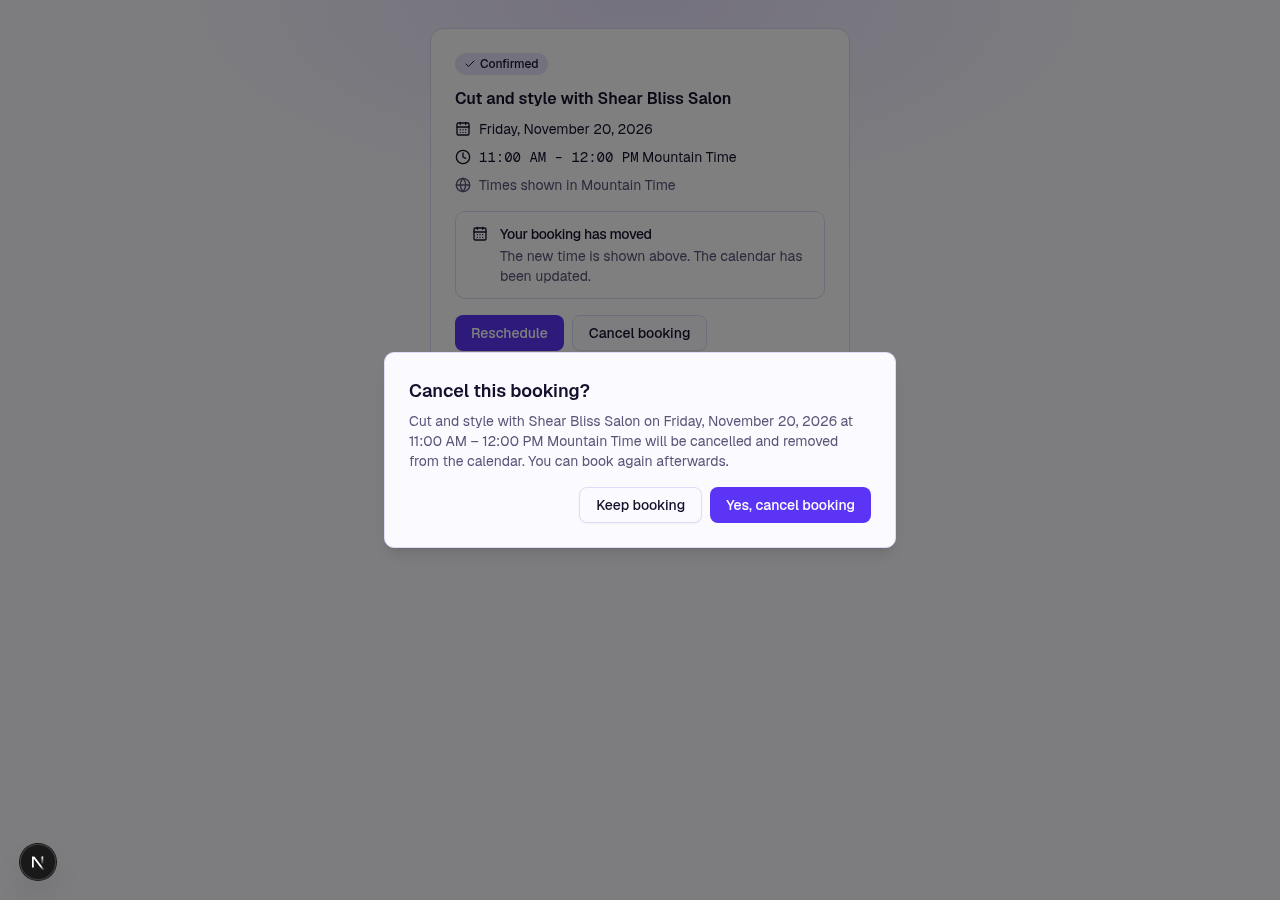 Confirmed
Cut and style with Shear Bliss Salon
Friday, November 20, 2026
11:00 AM – 12:00 PM Mountain Time
Times shown in Mountain Time
Your booking has moved
The new time is shown above. The calendar has
been updated.
Reschedule
Cancel booking
Cancel this booking?
Cut and style with Shear Bliss Salon on Friday, November 20, 2026 at
11:00 AM – 12:00 PM Mountain Time will be cancelled and removed
from the calendar. You can book again afterwards.
Keep booking
Yes, cancel booking
N